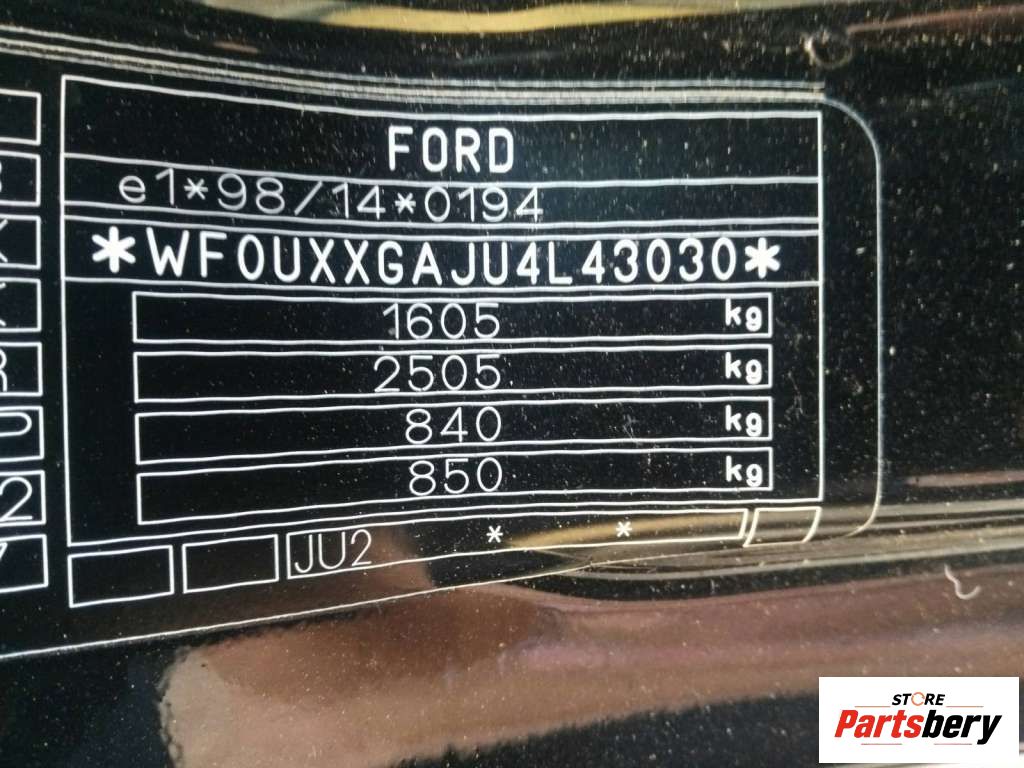 FORD
e1*98/14*0194
*WF0UXXGAJU4L43030*
1605 kg
2505 kg
840 kg
850 kg
JU2 * *
STORE
Partsbery